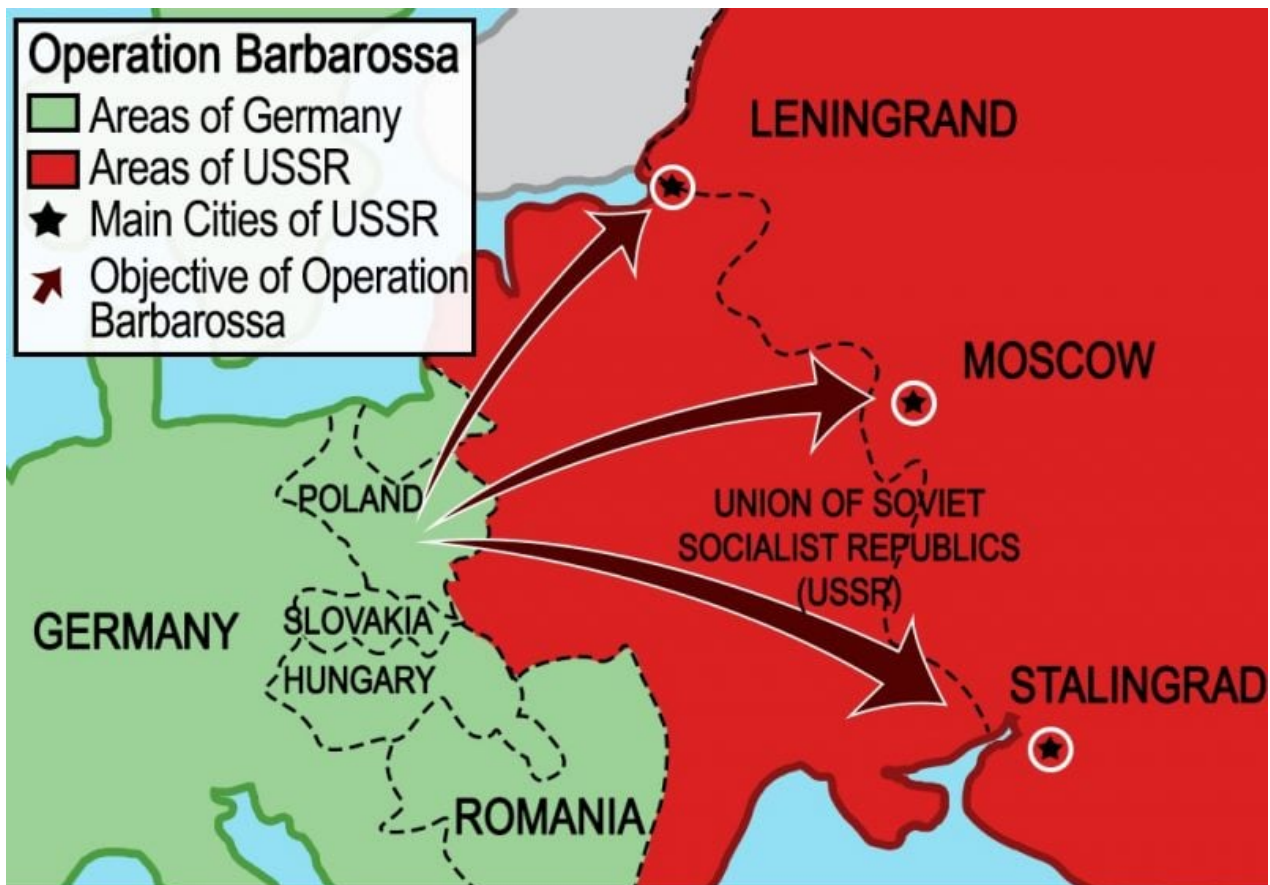 Operation Barbarossa
Areas of Germany
Areas of USSR
Main Cities of USSR
Objective of Operation
Barbarossa
LENINGRAND
MOSCOW
POLAND
UNION OF SOVIET
SOCIALIST REPUBLICS
(USSR)
GERMANY
SLOVAKIA
HUNGARY
STALINGRAD
ROMANIA